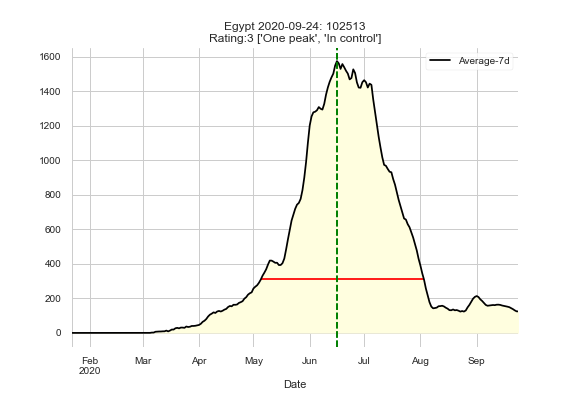 Egypt 2020-09-24: 102513
Rating:3 ['One peak', 'In control']
Average-7d
1600
1400
1200
1000
800
600
400
200
0
Feb Mar Apr May Jun Jul Aug Sep
2020
Date